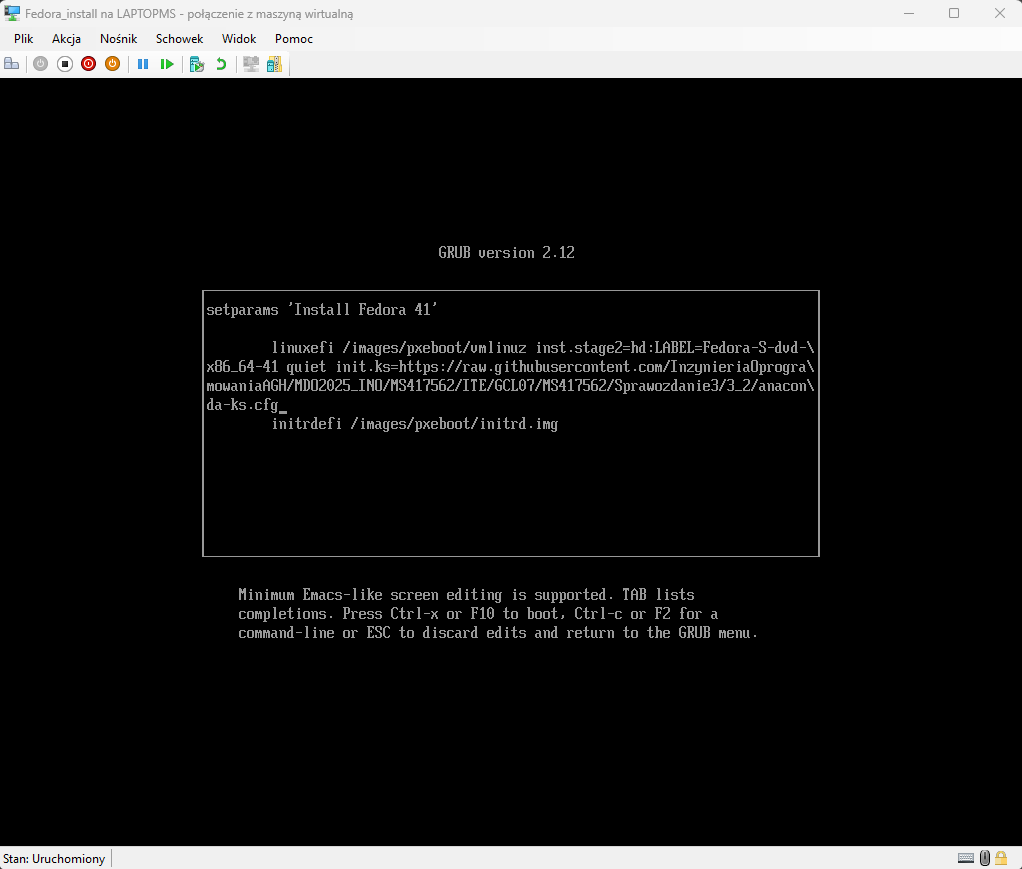 Fedora_install na LAPTOPMS - połączenie z maszyną wirtualną
Plik Akcja Nośnik Schowek Widok Pomoc
GRUB version 2.12
setparams 'Install Fedora 41'
linuxefi /images/pxeboot/vmlinuz inst.stage2=hd:LABEL=Fedora-S-dvd-\
x86_64-41 quiet init.ks=https://raw.githubusercontent.com/InzynieriaOprogra\
mowaniaAGH/MDO2025_INO/MS417562/ITE/GCL07/MS417562/Sprawozdanie3/3_2/anacon\
da-ks.cfg_
initrdefi /images/pxeboot/initrd.img
Minimum Emacs-like screen editing is supported. TAB lists
completions. Press Ctrl-x or F10 to boot, Ctrl-c or F2 for a
command-line or ESC to discard edits and return to the GRUB menu.
Stan: Uruchomiony